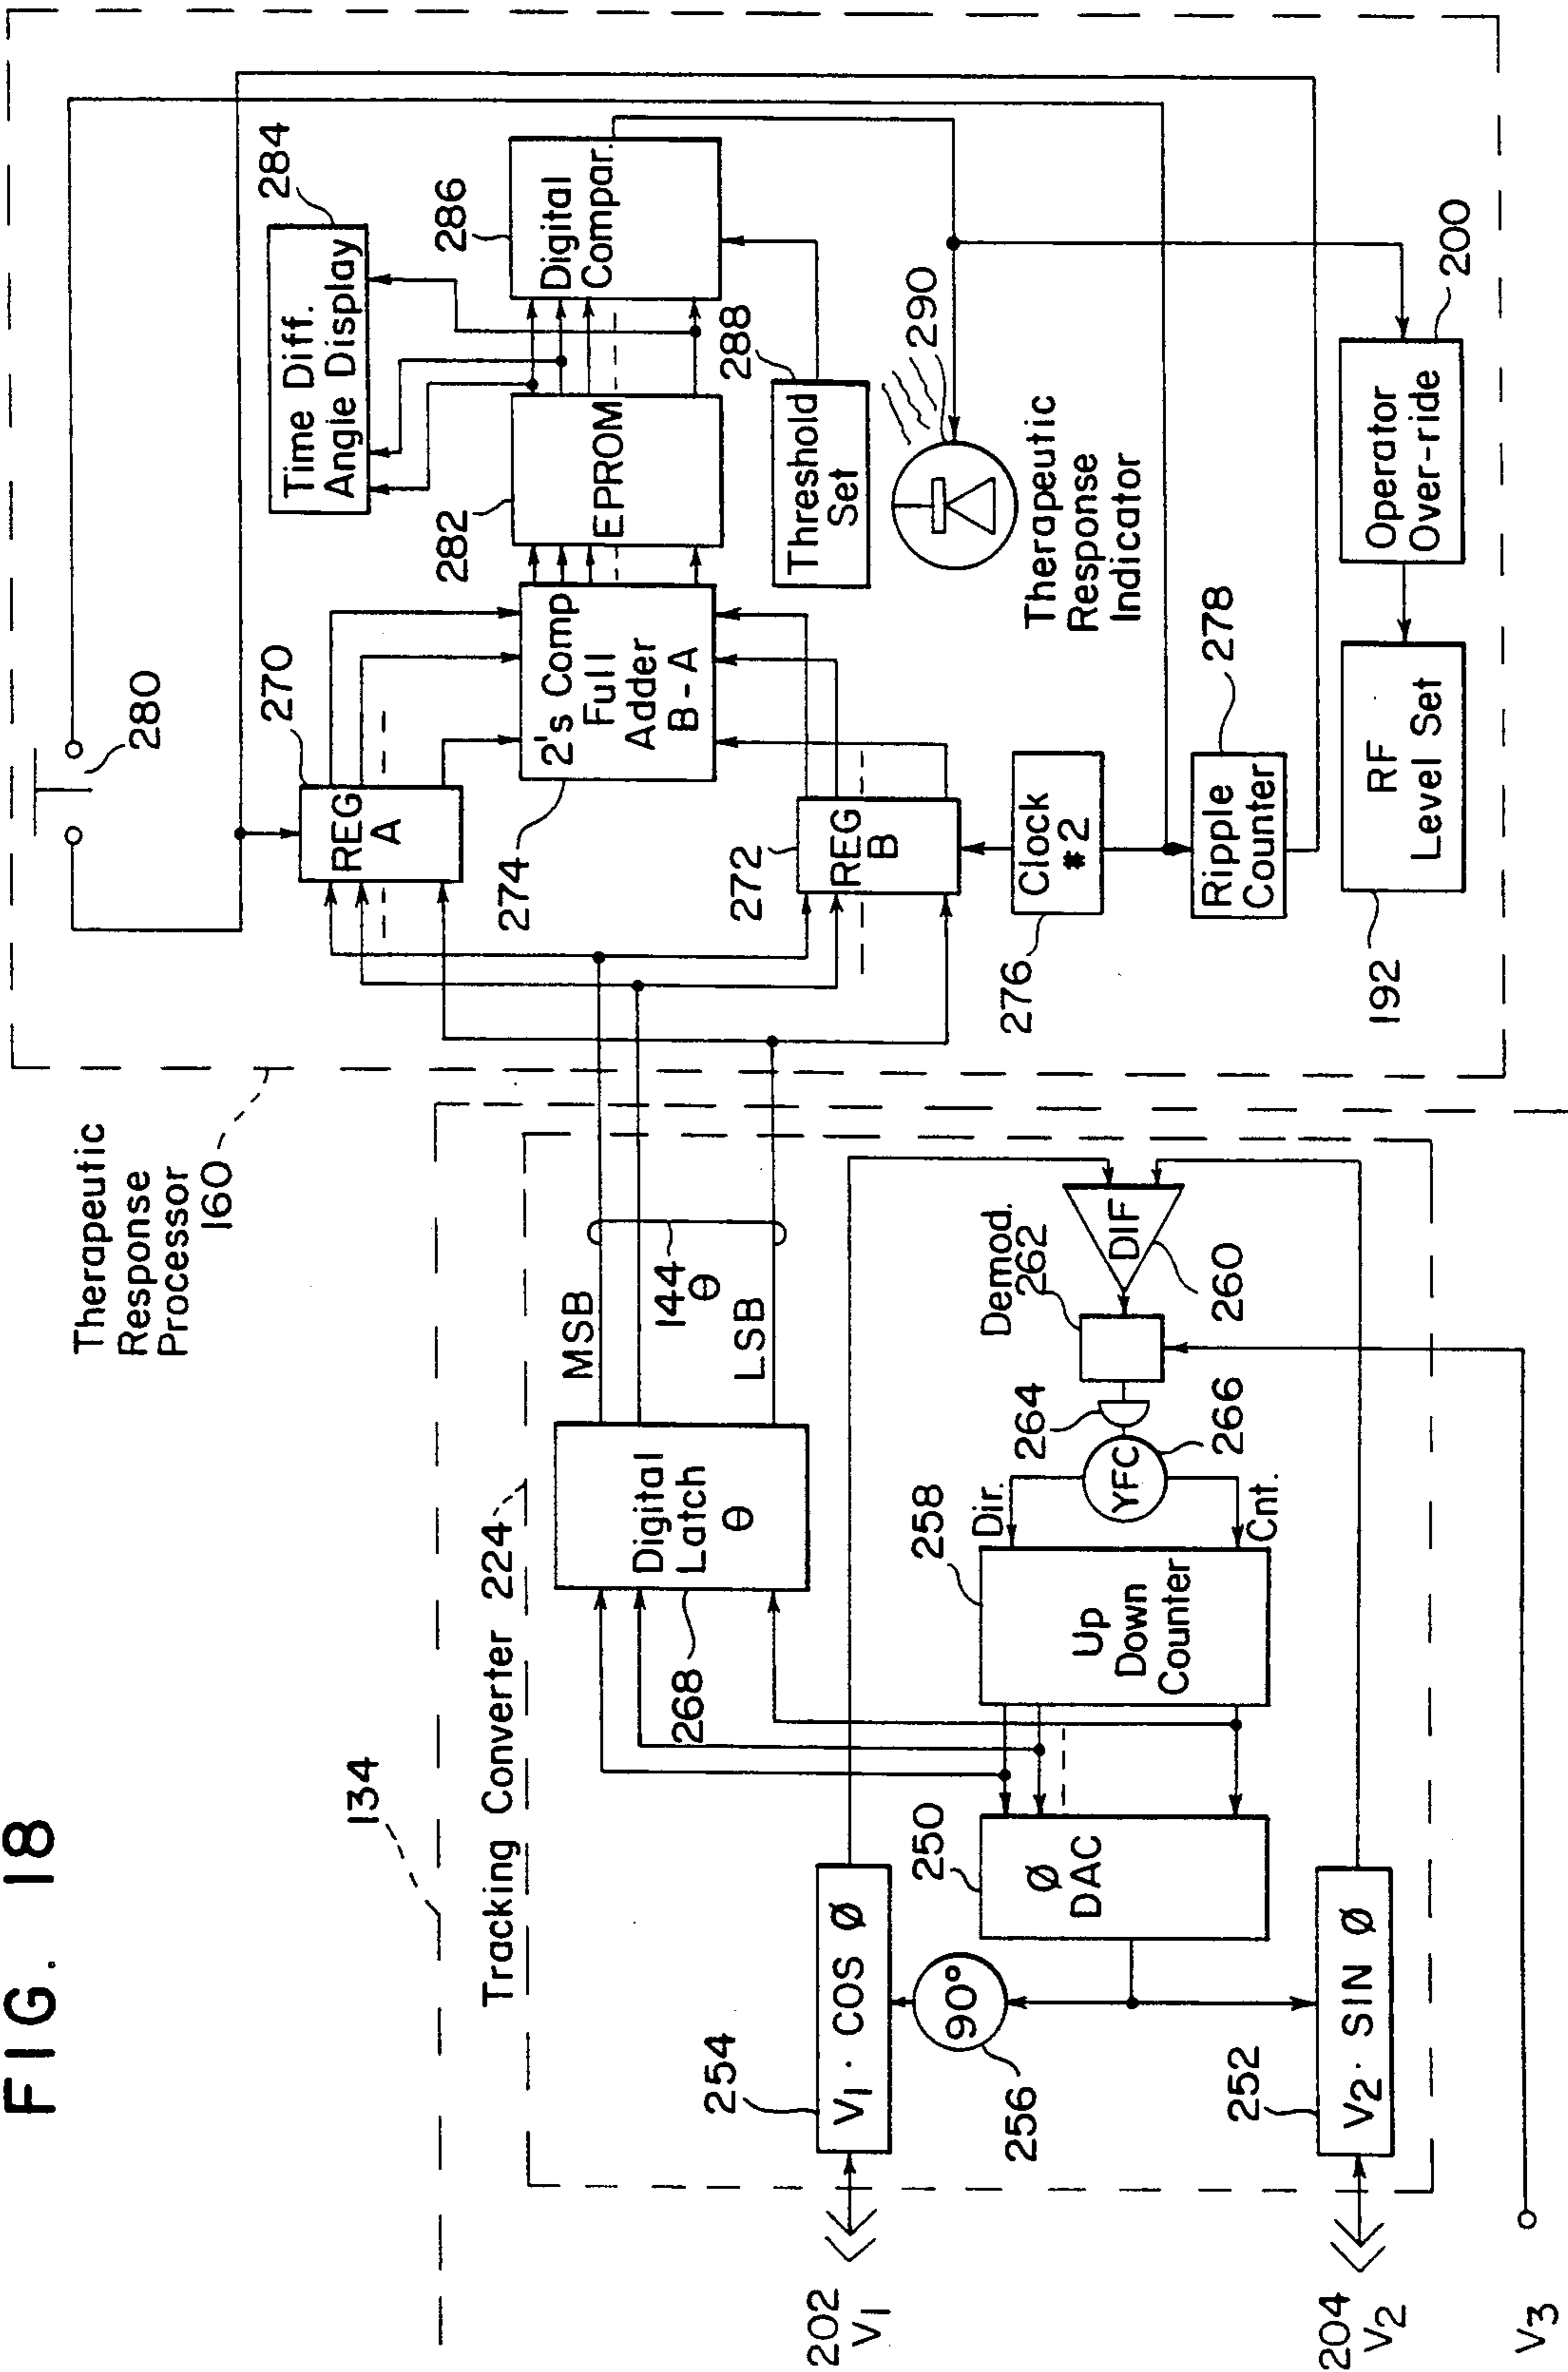 FIG. 18
Therapeutic
Response
Processor
160
134
Tracking Converter 224
280
270
REG
A
284
Time Diff.
Angle Display
274
2's Comp
Full
Adder
B - A
282
EPROM
286
Digital
Compar.
288
Threshold
Set
272
REG
B
290
Therapeutic
Response
Indicator
276
Clock
#2
278
Ripple
Counter
192
RF
Level Set
200
Operator
Over-ride
268
Digital
Latch
θ
MSB
144
θ
LSB
254
V1 · COS Ø
256
90°
250
Ø
DAC
258
Up
Down
Counter
Dir.
Cnt.
264
YFC
266
Demod.
262
DIF
260
252
V2 · SIN Ø
202
V1
204
V2
V3